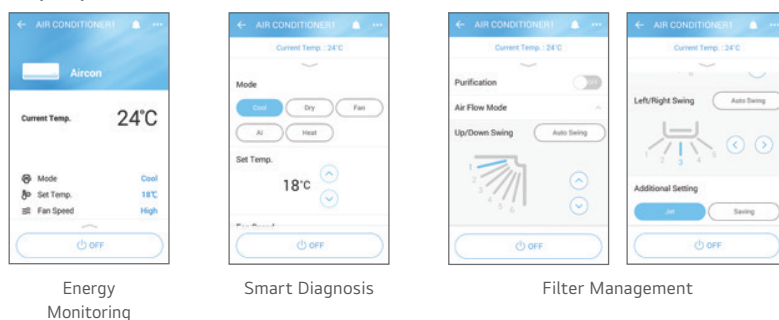 ← AIR CONDITIONER1 ...
Aircon
Current Temp. 24°C
Mode Cool
Set Temp. 18℃
Fan Speed High
OFF
Energy
Monitoring
← AIR CONDITIONER1 ...
Current Temp. : 24°C
Mode
Cool Dry Fan
AI Heat
Set Temp.
18°C
OFF
Smart Diagnosis
← AIR CONDITIONER1 ...
Current Temp. : 24°C
Purification OFF
Air Flow Mode
Up/Down Swing Auto Swing
1
2
3
4
5
6
OFF
← AIR CONDITIONER1 ...
Current Temp. : 24°C
Left/Right Swing Auto Swing
1 2 3 4 5
Additional Setting
Jet Saving
OFF
Filter Management